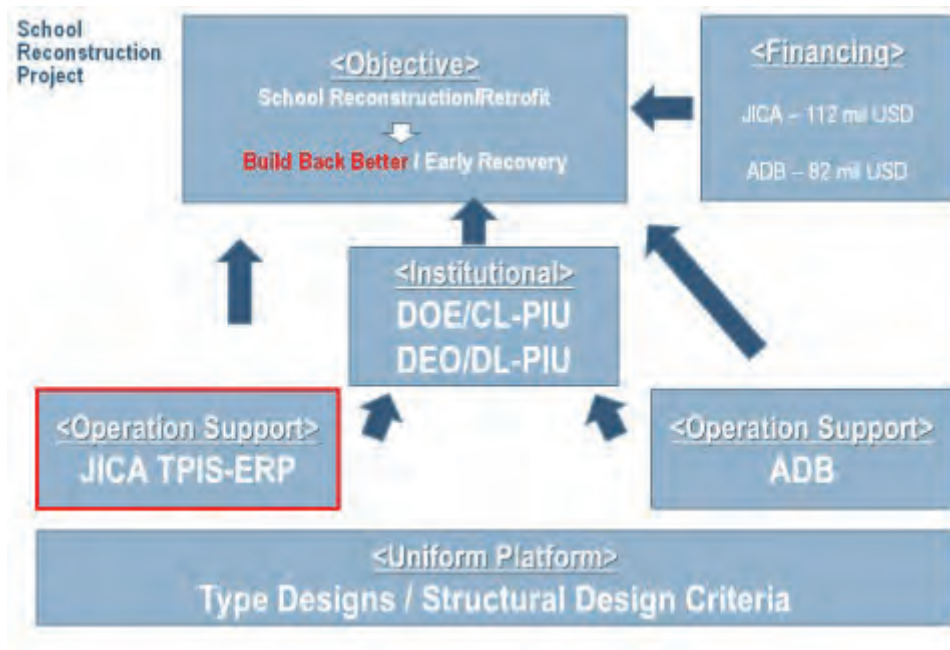 School
Reconstruction
Project
<Objective>
School Reconstruction/Retrofit
Build Back Better / Early Recovery
<Financing>
JICA – 112 mil USD
ADB – 82 mil USD
<Institutional>
DOE/CL-PIU
DEO/DL-PIU
<Operation Support>
JICA TPIS-ERP
<Operation Support>
ADB
<Uniform Platform>
Type Designs / Structural Design Criteria